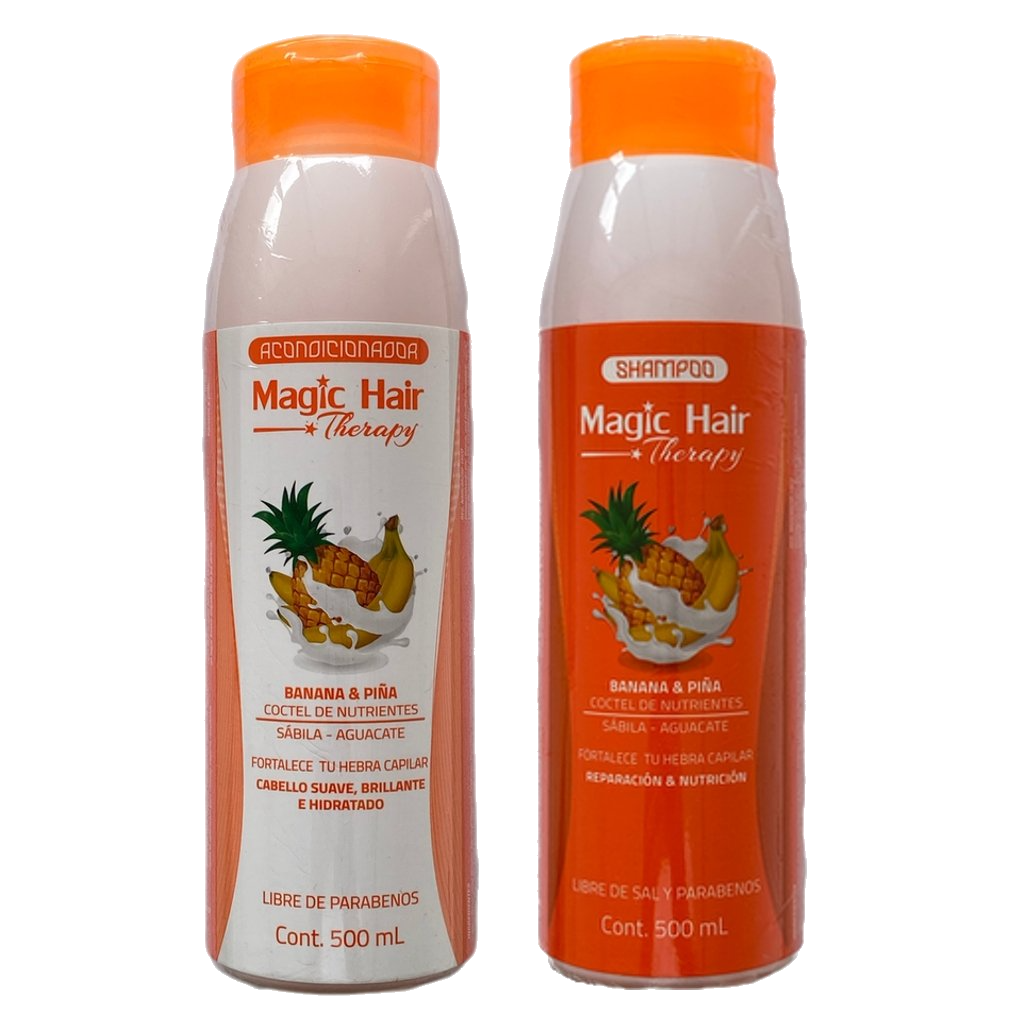 ACONDICIONADOR
Magic Hair
Therapy
BANANA & PIÑA
COCTEL DE NUTRIENTES
SÁBILA - AGUACATE
FORTALECE TU HEBRA CAPILAR
CABELLO SUAVE, BRILLANTE
E HIDRATADO
LIBRE DE PARABENOS
Cont. 500 mL
SHAMPOO
Magic Hair
Therapy
BANANA & PIÑA
COCTEL DE NUTRIENTES
SÁBILA - AGUACATE
FORTALECE TU HEBRA CAPILAR
REPARACIÓN & NUTRICIÓN
LIBRE DE SAL Y PARABENOS
Cont. 500 mL